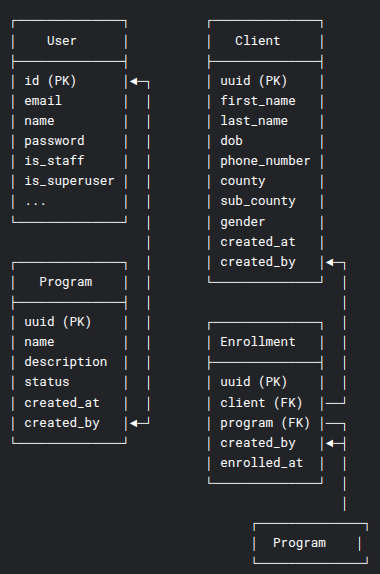 User
id (PK)
email
name
password
is_staff
is_superuser
...
Client
uuid (PK)
first_name
last_name
dob
phone_number
county
sub_county
gender
created_at
created_by
Program
uuid (PK)
name
description
status
created_at
created_by
Enrollment
uuid (PK)
client (FK)
program (FK)
created_by
enrolled_at
Program